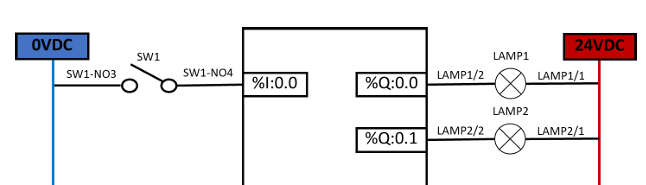 0VDC
24VDC
SW1
LAMP1
SW1-NO3
SW1-NO4
%I:0.0
%Q:0.0
LAMP1/2
LAMP1/1
LAMP2
%Q:0.1
LAMP2/2
LAMP2/1